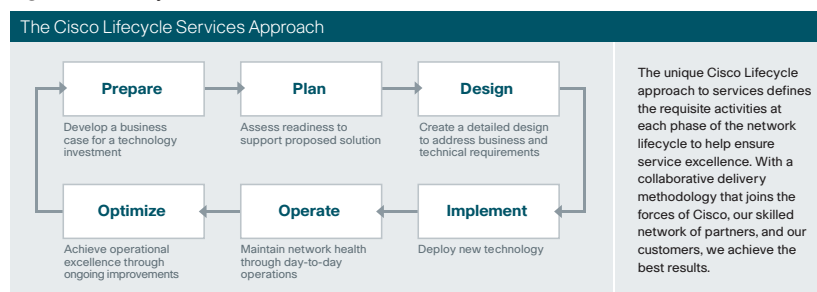 The Cisco Lifecycle Services Approach
Prepare
Develop a business
case for a technology
investment
Plan
Assess readiness to
support proposed solution
Design
Create a detailed design
to address business and
technical requirements
Optimize
Achieve operational
excellence through
ongoing improvements
Operate
Maintain network health
through day-to-day
operations
Implement
Deploy new technology
The unique Cisco Lifecycle
approach to services defines
the requisite activities at
each phase of the network
lifecycle to help ensure
service excellence. With a
collaborative delivery
methodology that joins the
forces of Cisco, our skilled
network of partners, and our
customers, we achieve the
best results.